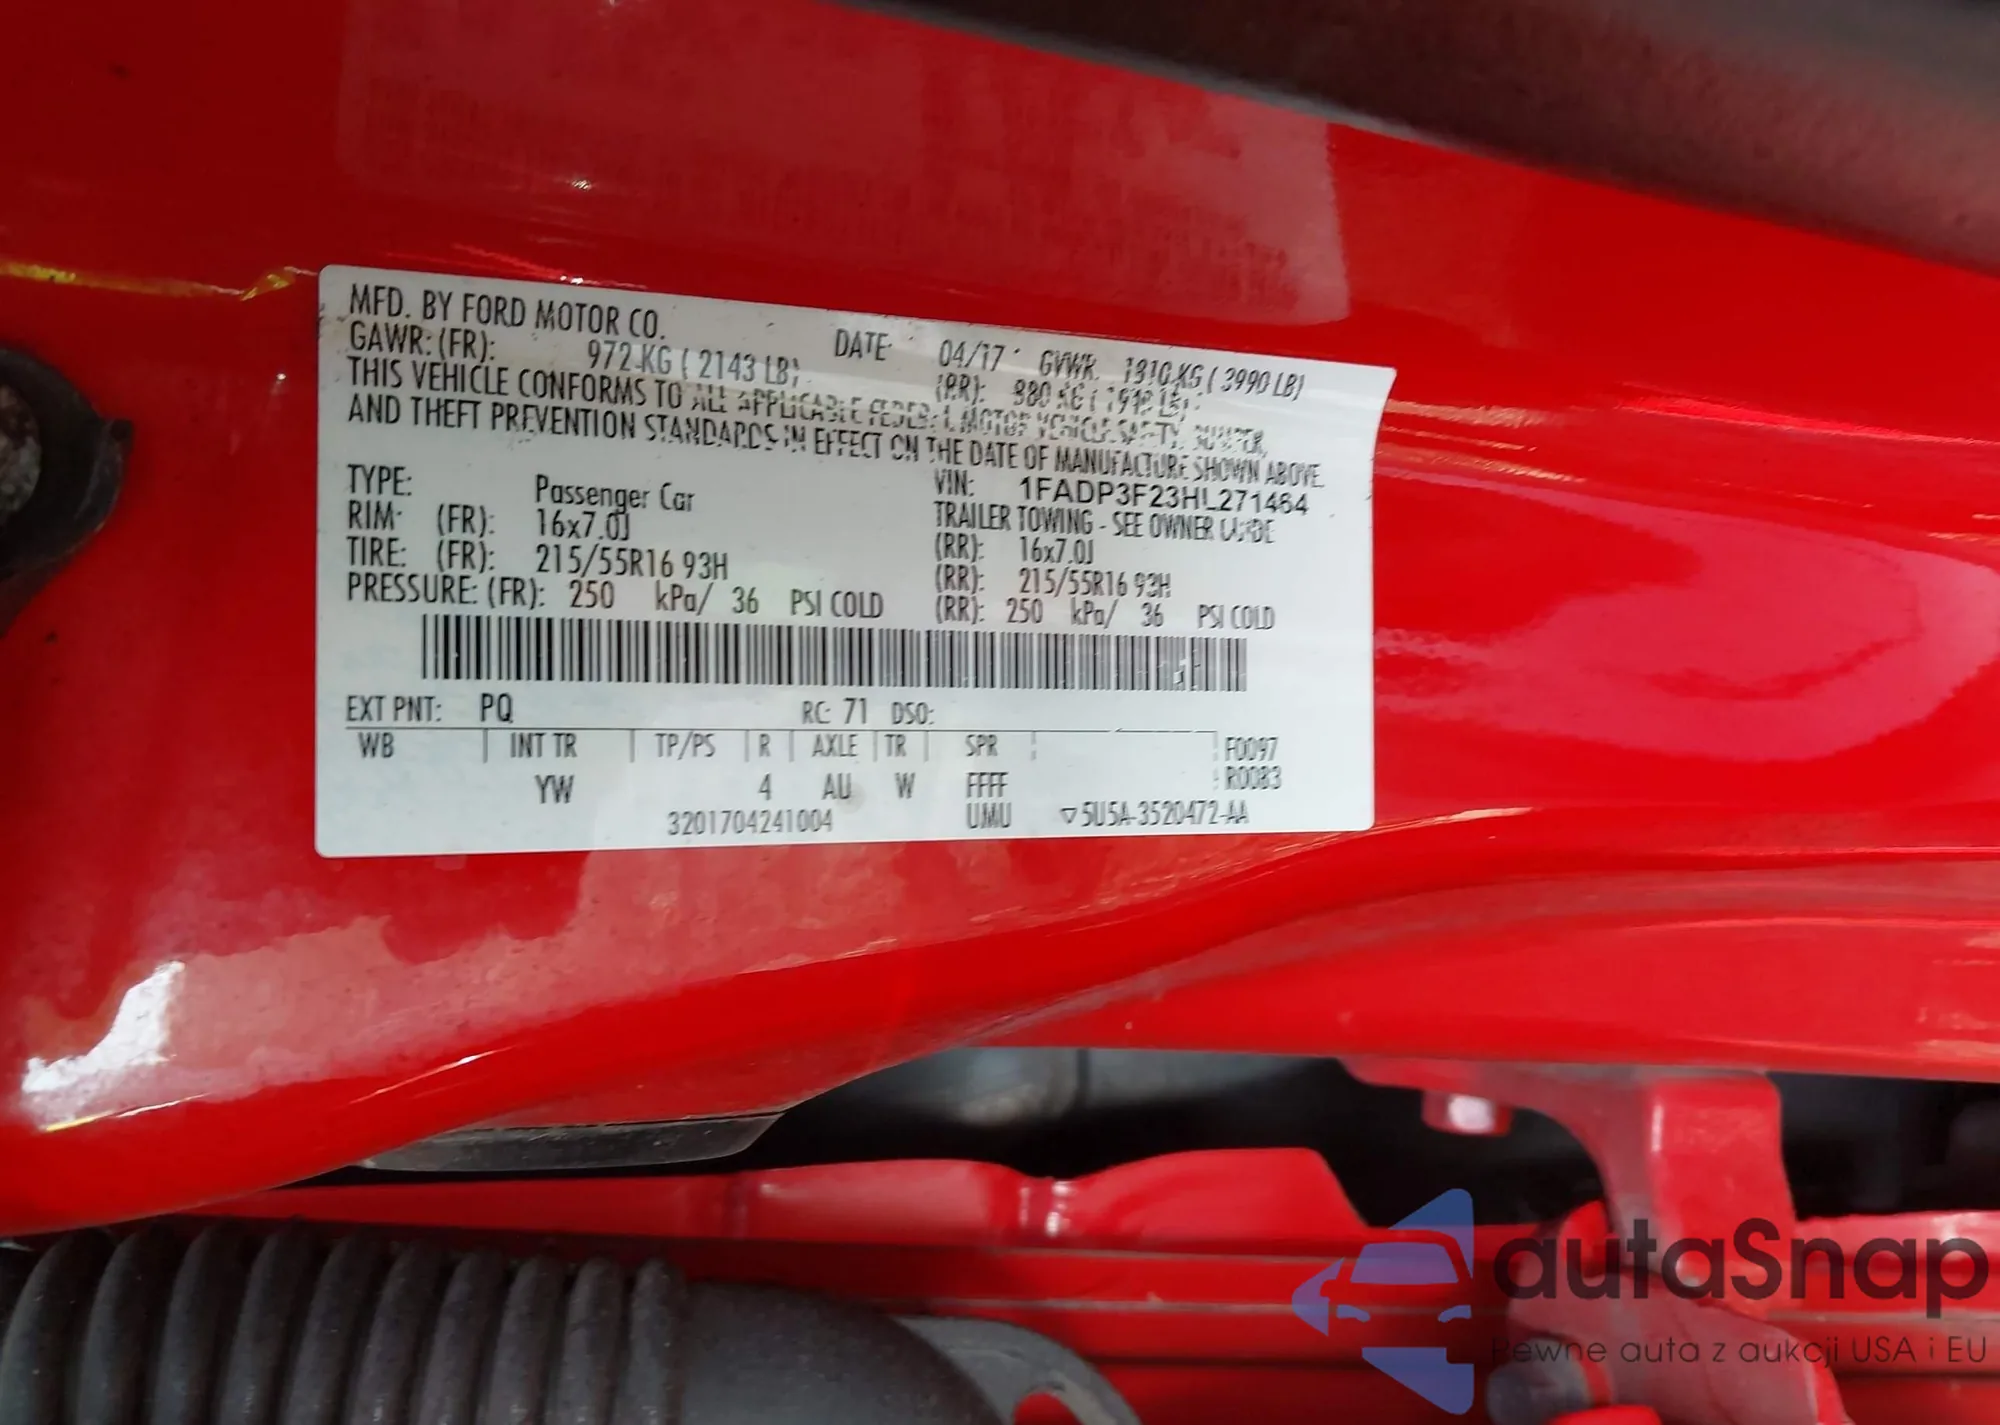 MFD. BY FORD MOTOR CO. DATE: 04/17 GVWR: 1810 KG ( 3990 LB)
GAWR: (FR): 972 KG ( 2143 LB) (RR): 880 KG (
THIS VEHICLE CONFORMS TO ALL APPLICABLE FEDERAL MOTOR VEHICLE SAFETY, BUMPER,
AND THEFT PREVENTION STANDARDS IN EFFECT ON THE DATE OF MANUFACTURE SHOWN ABOVE.
VIN: 1FADP3F23HL271464
TYPE: Passenger Car TRAILER TOWING - SEE OWNER GUIDE
RIM: (FR): 16x7.0J (RR): 16x7.0J
TIRE: (FR): 215/55R16 93H (RR): 215/55R16 93H
PRESSURE: (FR): 250 kPa/ 36 PSI COLD (RR): 250 kPa/ 36 PSI COLD
EXT PNT: PQ RC: 71 DSO:
WB INT TR TP/PS R AXLE TR SPR F0097
YW 4 AU W FFFF R0083
3201704241004 UMU ▽5U5A-3520472-AA
autaSnap
Pewne auta z aukcji USA i EU